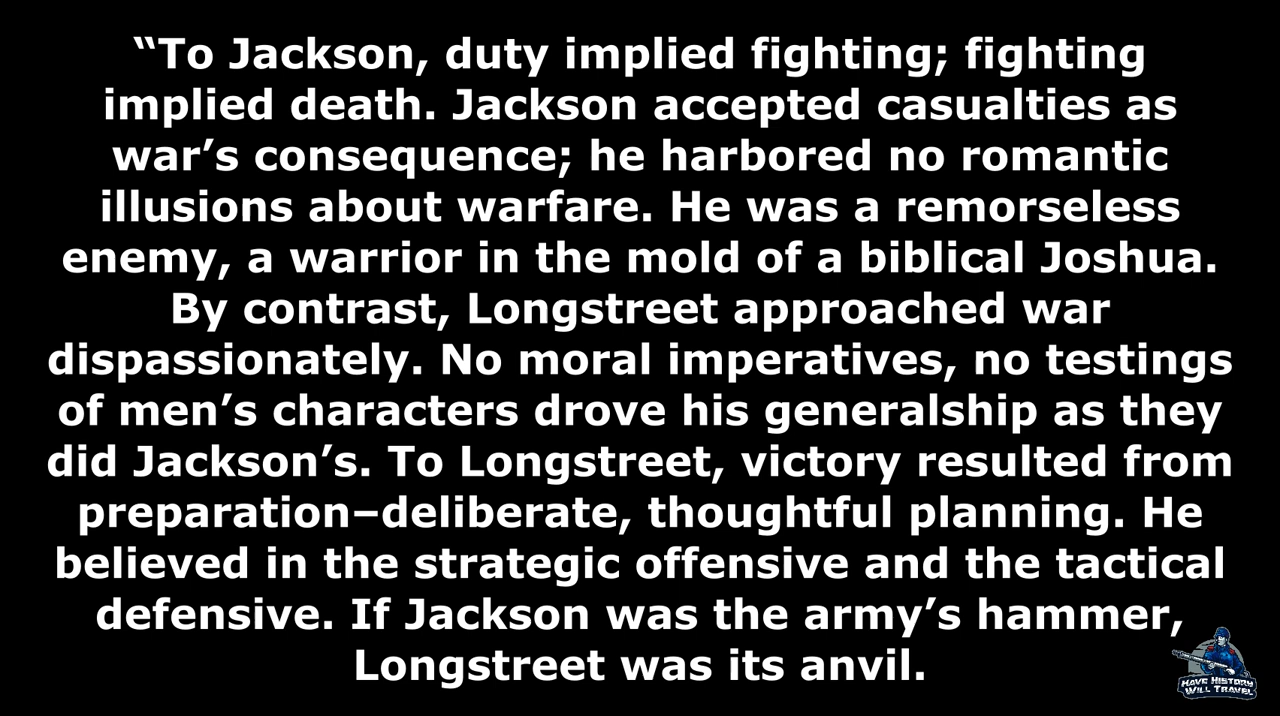 “To Jackson, duty implied fighting; fighting
implied death. Jackson accepted casualties as
war’s consequence; he harbored no romantic
illusions about warfare. He was a remorseless
enemy, a warrior in the mold of a biblical Joshua.
By contrast, Longstreet approached war
dispassionately. No moral imperatives, no testings
of men’s characters drove his generalship as they
did Jackson’s. To Longstreet, victory resulted from
preparation–deliberate, thoughtful planning. He
believed in the strategic offensive and the tactical
defensive. If Jackson was the army’s hammer,
Longstreet was its anvil.
HAVE HISTORY
WILL TRAVEL